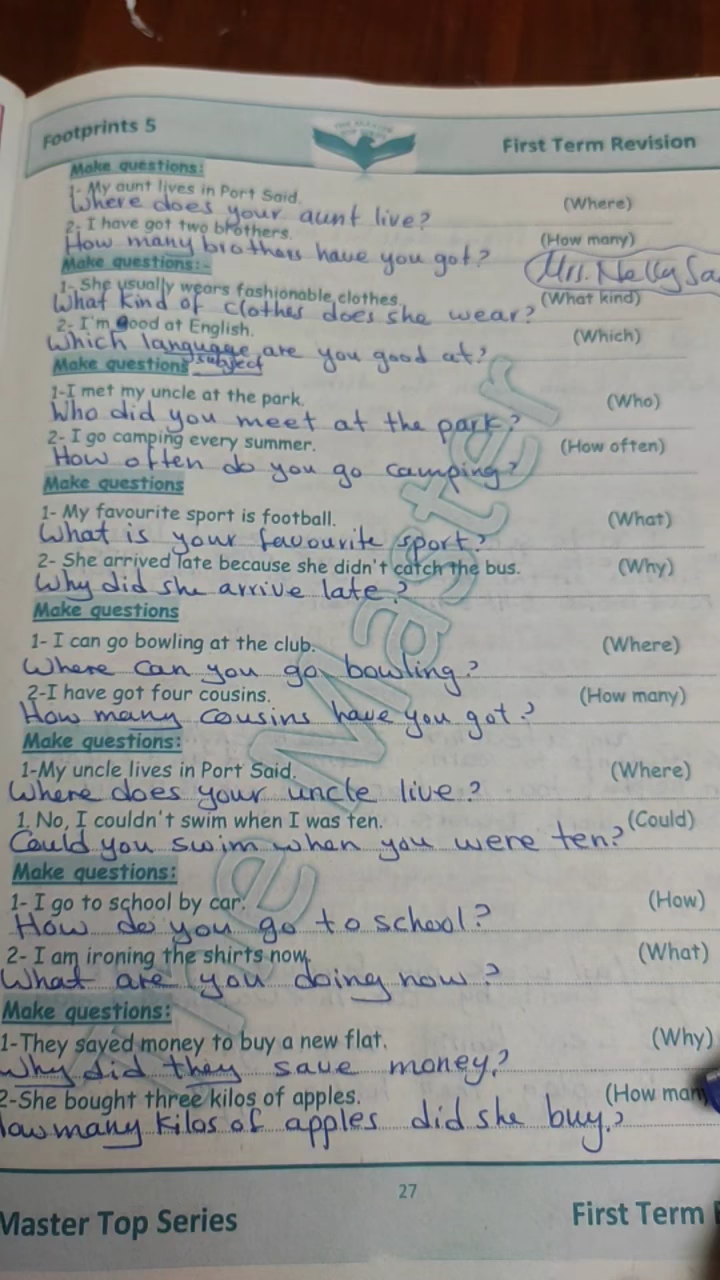 Footprints 5 First Term Revision
Make questions:
1- My aunt lives in Port Said. (Where)
Where does your aunt live?
2- I have got two brothers. (How many)
How many brothers have you got? Mrs. Nelly Sa
Make questions:-
1- She usually wears fashionable clothes. (What kind)
What kind of clothes does she wear?
2- I'm good at English. (Which)
Which language are you good at?
Make questions subject
1-I met my uncle at the park. (Who)
Who did you meet at the park?
2- I go camping every summer. (How often)
How often do you go camping?
Make questions
1- My favourite sport is football. (What)
What is your favourite sport?
2- She arrived late because she didn't catch the bus. (Why)
Why did she arrive late?
Make questions
1- I can go bowling at the club. (Where)
Where can you go bowling?
2-I have got four cousins. (How many)
How many cousins have you got?
Make questions:
1-My uncle lives in Port Said. (Where)
Where does your uncle live?
1. No, I couldn't swim when I was ten. (Could)
Could you swim when you were ten?
Make questions:
1- I go to school by car. (How)
How do you go to school?
2- I am ironing the shirts now. (What)
What are you doing now?
Make questions:
1-They saved money to buy a new flat. (Why)
Why did they save money?
2-She bought three kilos of apples. (How man
How many kilos of apples did she buy?
The Master
27
Master Top Series First Term